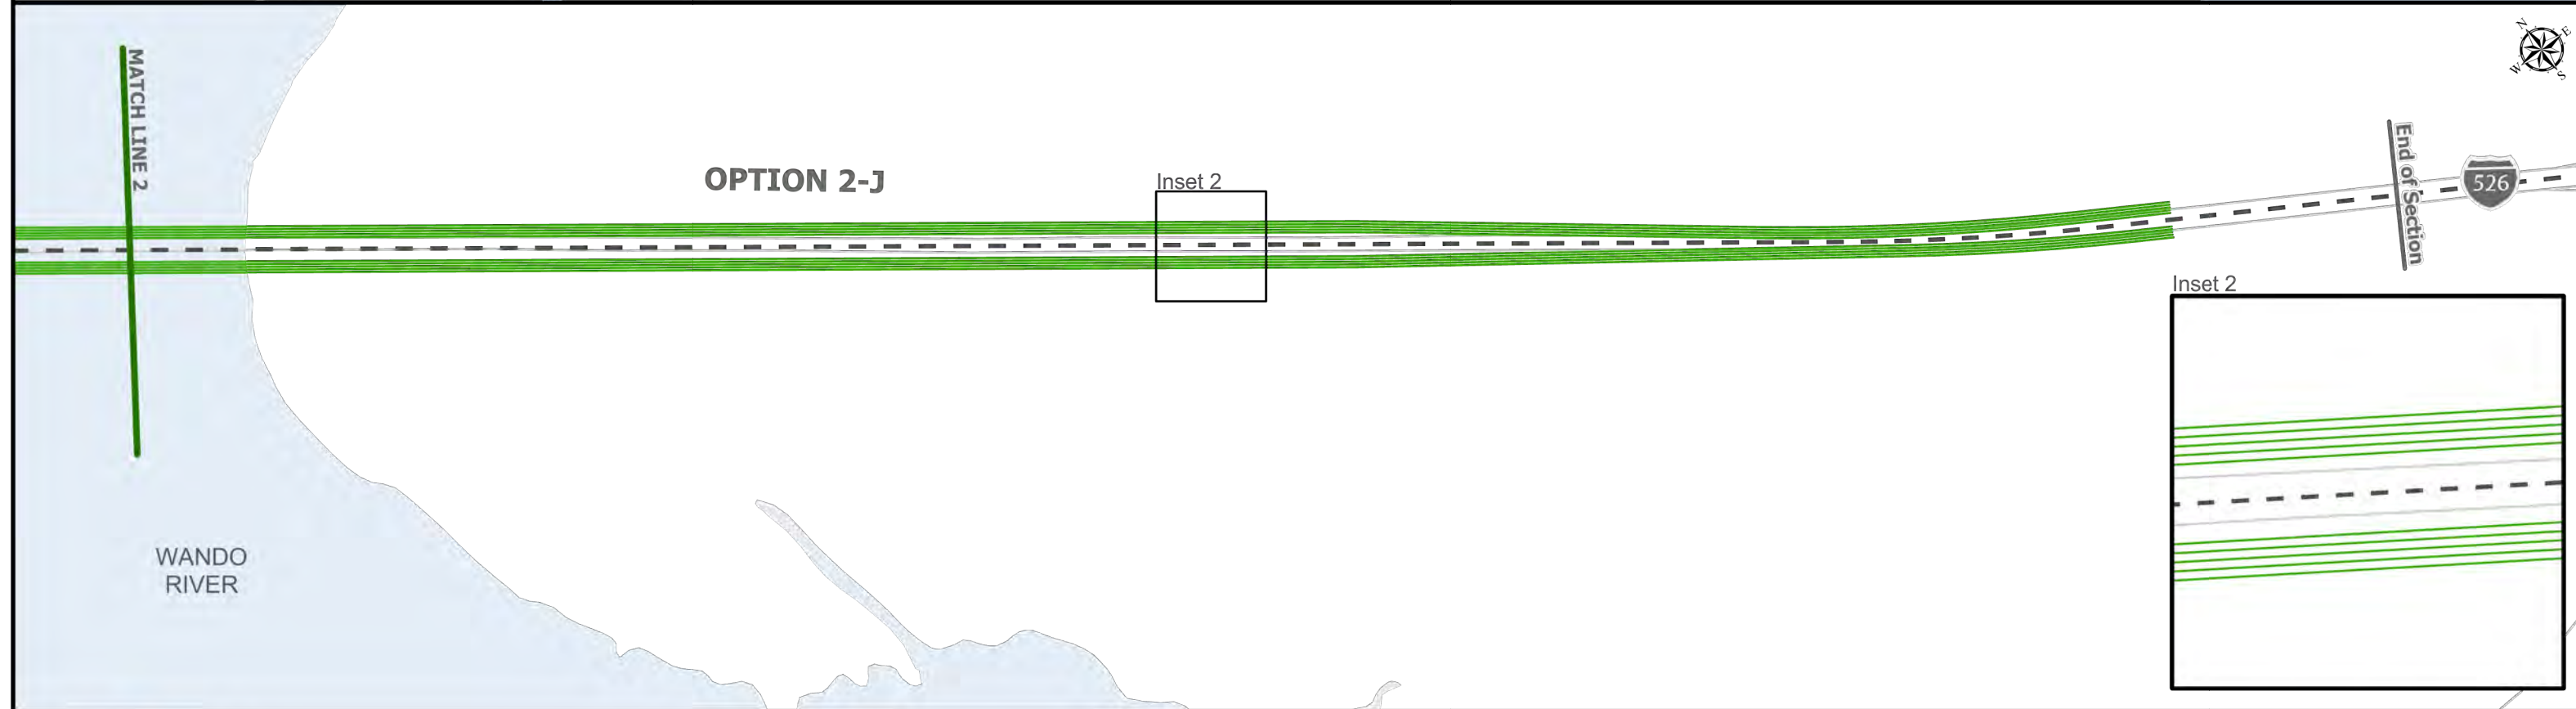 MATCH LINE 2
OPTION 2-J
Inset 2
End of Section
526
N
E
W
S
Inset 2
WANDO
RIVER